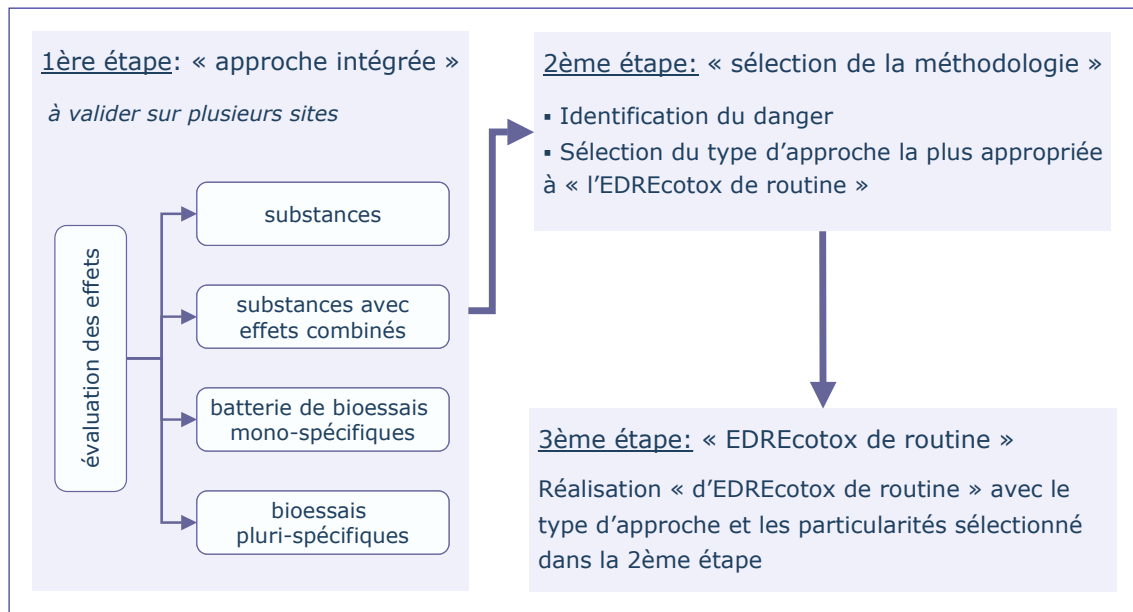 1ère étape: « approche intégrée »
à valider sur plusieurs sites
évaluation des effets
substances
substances avec
effets combinés
batterie de bioessais
mono-spécifiques
bioessais
pluri-spécifiques
2ème étape: « sélection de la méthodologie »
▪ Identification du danger
▪ Sélection du type d’approche la plus appropriée
à « l’EDREcotox de routine »
3ème étape: « EDREcotox de routine »
Réalisation « d’EDREcotox de routine » avec le
type d’approche et les particularités sélectionné
dans la 2ème étape